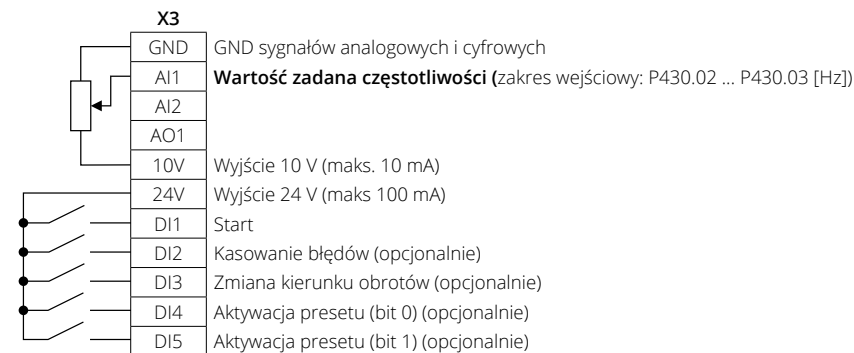 X3
GND GND sygnałów analogowych i cyfrowych
AI1 Wartość zadana częstotliwości (zakres wejściowy: P430.02 ... P430.03 [Hz])
AI2
AO1
10V Wyjście 10 V (maks. 10 mA)
24V Wyjście 24 V (maks 100 mA)
DI1 Start
DI2 Kasowanie błędów (opcjonalnie)
DI3 Zmiana kierunku obrotów (opcjonalnie)
DI4 Aktywacja presetu (bit 0) (opcjonalnie)
DI5 Aktywacja presetu (bit 1) (opcjonalnie)